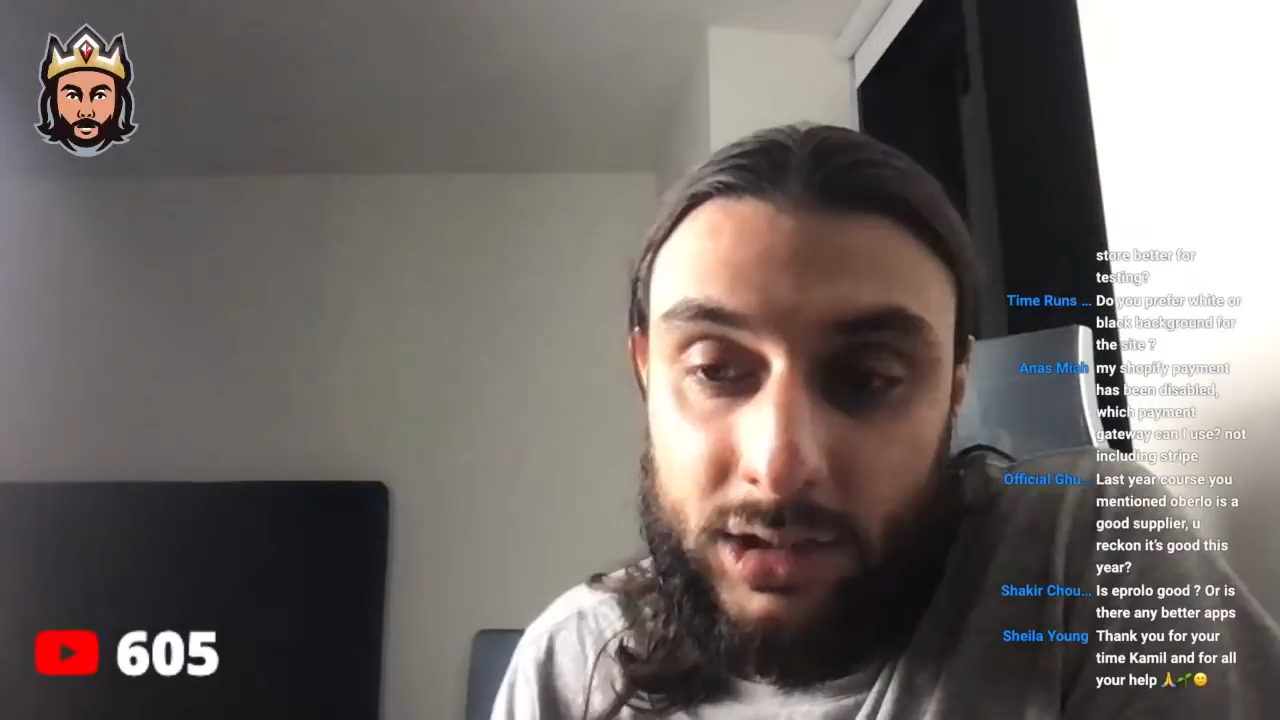 store better for
testing?
Time Runs ... Do you prefer white or
black background for
the site ?
Anas Miah my shopify payment
has been disabled,
which payment
gateway can I use? not
including stripe
Official Ghu... Last year course you
mentioned oberlo is a
good supplier, u
reckon it's good this
year?
Shakir Chou... Is eprolo good ? Or is
there any better apps
Sheila Young Thank you for your
time Kamil and for all
your help 🙏🌱🙂
605